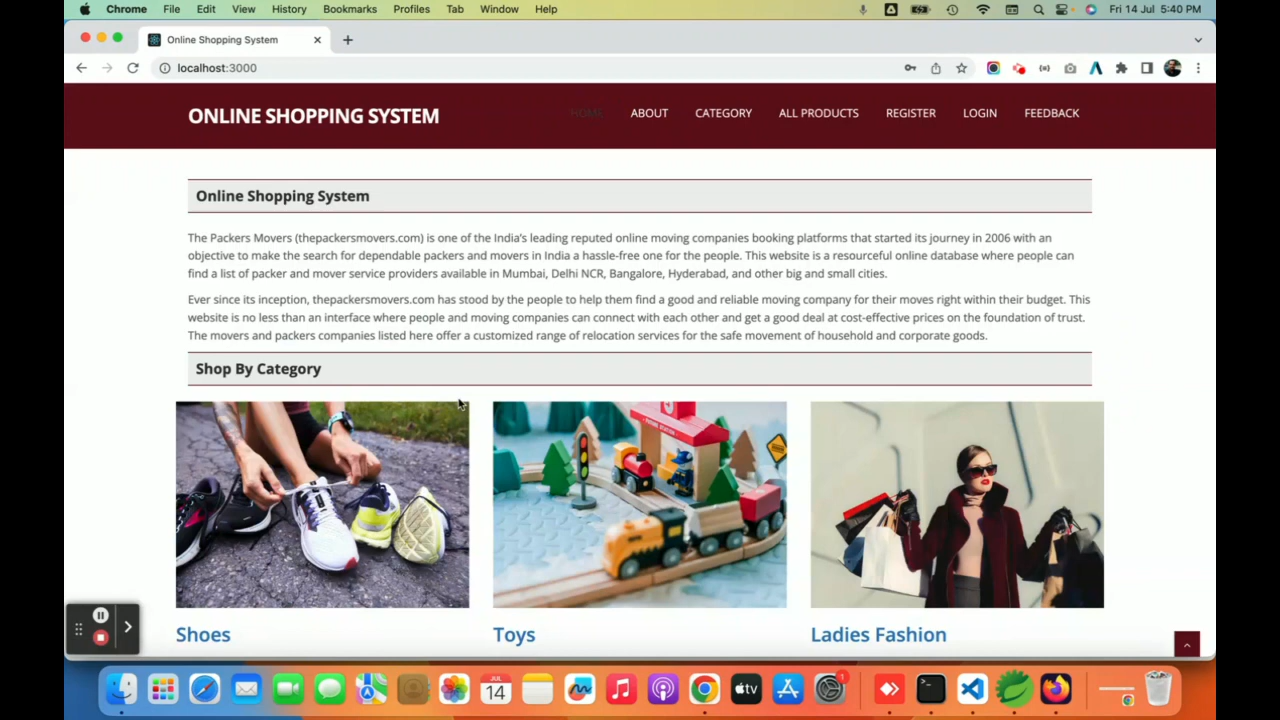 Chrome File Edit View History Bookmarks Profiles Tab Window Help Fri 14 Jul 5:40 PM
Online Shopping System
localhost:3000
ONLINE SHOPPING SYSTEM HOME ABOUT CATEGORY ALL PRODUCTS REGISTER LOGIN FEEDBACK
Online Shopping System
The Packers Movers (thepackersmovers.com) is one of the India's leading reputed online moving companies booking platforms that started its journey in 2006 with an
objective to make the search for dependable packers and movers in India a hassle-free one for the people. This website is a resourceful online database where people can
find a list of packer and mover service providers available in Mumbai, Delhi NCR, Bangalore, Hyderabad, and other big and small cities.
Ever since its inception, thepackersmovers.com has stood by the people to help them find a good and reliable moving company for their moves right within their budget. This
website is no less than an interface where people and moving companies can connect with each other and get a good deal at cost-effective prices on the foundation of trust.
The movers and packers companies listed here offer a customized range of relocation services for the safe movement of household and corporate goods.
Shop By Category
Shoes Toys Ladies Fashion
JUL
14
tv
1